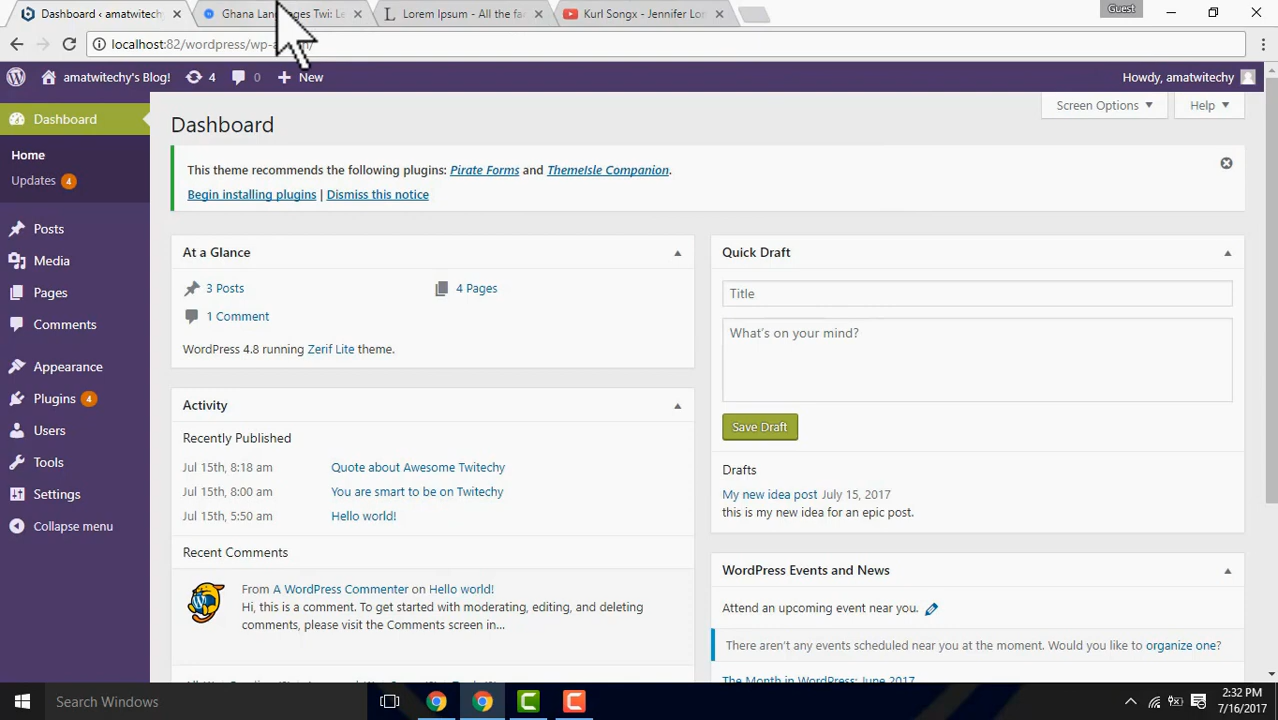 Dashboard ‹ amatwitechy
Ghana Languages Twi: Le
Lorem Ipsum - All the fac
Kurl Songx - Jennifer Lor
Guest
localhost:82/wordpress/wp-
amatwitechy's Blog!
4
0
New
Howdy, amatwitechy
Dashboard
Home
Updates 4
Posts
Media
Pages
Comments
Appearance
Plugins 4
Users
Tools
Settings
Collapse menu
Screen Options
Help
Dashboard
This theme recommends the following plugins: Pirate Forms and ThemeIsle Companion.
Begin installing plugins | Dismiss this notice
At a Glance
3 Posts
4 Pages
1 Comment
WordPress 4.8 running Zerif Lite theme.
Activity
Recently Published
Jul 15th, 8:18 am Quote about Awesome Twitechy
Jul 15th, 8:00 am You are smart to be on Twitechy
Jul 15th, 5:50 am Hello world!
Recent Comments
From A WordPress Commenter on Hello world!
Hi, this is a comment. To get started with moderating, editing, and deleting
comments, please visit the Comments screen in...
Quick Draft
Title
What's on your mind?
Save Draft
Drafts
My new idea post July 15, 2017
this is my new idea for an epic post.
WordPress Events and News
Attend an upcoming event near you.
There aren't any events scheduled near you at the moment. Would you like to organize one?
The Month in WordPress: June 2017
Search Windows
2:32 PM
7/16/2017